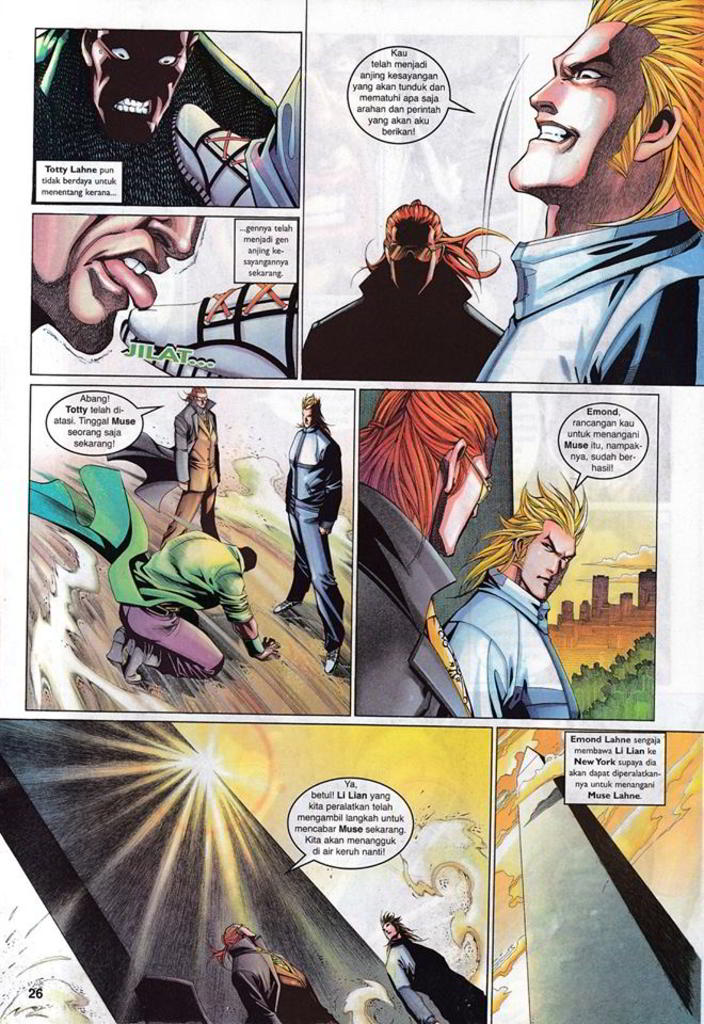 Totty Lahne pun
tidak berdaya untuk
menentang kerana...
...gennya telah
menjadi gen
anjing ke-
sayangannya
sekarang.
JILAT...
Kau
telah menjadi
anjing kesayangan
yang akan tunduk dan
mematuhi apa saja
arahan dan perintah
yang akan aku
berikan!
Abang!
Totty telah di-
atasi. Tinggal Muse
seorang saja
sekarang!
Emond,
rancangan kau
untuk menangani
Muse itu, nampak-
nya, sudah ber-
hasil!
Ya,
betul! Li Lian yang
kita peralatkan telah
mengambil langkah untuk
mencabar Muse sekarang.
Kita akan menangguk
di air keruh nanti!
Emond Lahne sengaja
membawa Li Lian ke
New York supaya dia
akan dapat diperalatkan-
nya untuk menangani
Muse Lahne.
26